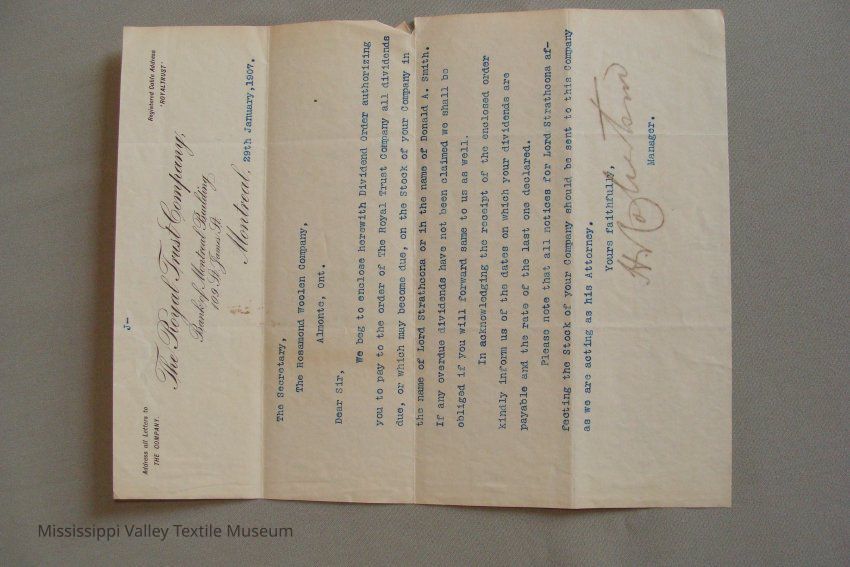 J—
Address all Letters to
THE COMPANY.
Registered Cable Address
"ROYALTRUST"
The Royal Trust Company,
Bank of Montreal Building
109 St. James St.
Montreal, 29th January, 1907.
The Secretary,
The Rosamond Woolen Company,
Almonte, Ont.
Dear Sir,
We beg to enclose herewith Dividend Order authorizing
you to pay to the order of The Royal Trust Company all dividends
due, or which may become due, on the Stock of your Company in
the name of Lord Strathcona or in the name of Donald A. Smith.
If any overdue dividends have not been claimed we shall be
obliged if you will forward same to us as well.
In acknowledging the receipt of the enclosed order
kindly inform us of the dates on which your dividends are
payable and the rate of the last one declared.
Please note that all notices for Lord Strathcona af-
fecting the Stock of your Company should be sent to this Company
as we are acting as his Attorney.
Yours faithfully,
Manager.
Mississippi Valley Textile Museum